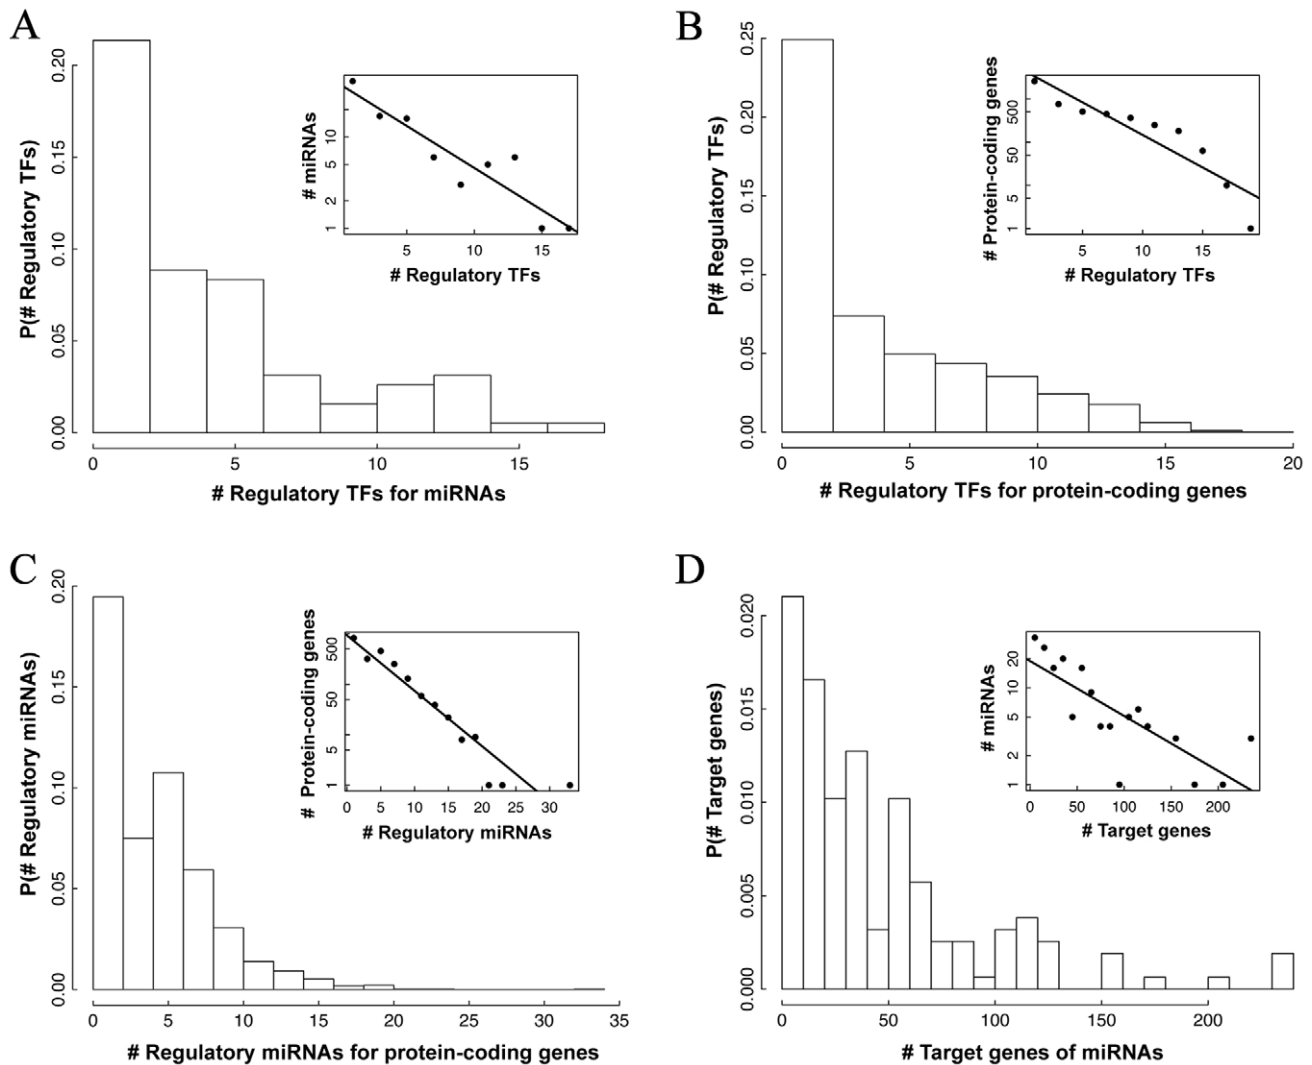 A
P(# Regulatory TFs)
0.20
0.15
0.10
0.05
0.00
0 5 10 15
# Regulatory TFs for miRNAs
# miRNAs
10
5
2
1
5 10 15
# Regulatory TFs
B
P(# Regulatory TFs)
0.25
0.20
0.15
0.10
0.05
0.00
0 5 10 15 20
# Regulatory TFs for protein-coding genes
# Protein-coding genes
500
50
5
1
5 10 15
# Regulatory TFs
C
P(# Regulatory miRNAs)
0.20
0.15
0.10
0.05
0.00
0 5 10 15 20 25 30 35
# Regulatory miRNAs for protein-coding genes
# Protein-coding genes
500
50
5
1
0 5 10 15 20 25 30
# Regulatory miRNAs
D
P(# Target genes)
0.020
0.015
0.010
0.005
0.000
0 50 100 150 200
# Target genes of miRNAs
# miRNAs
20
10
5
2
1
0 50 100 150 200
# Target genes